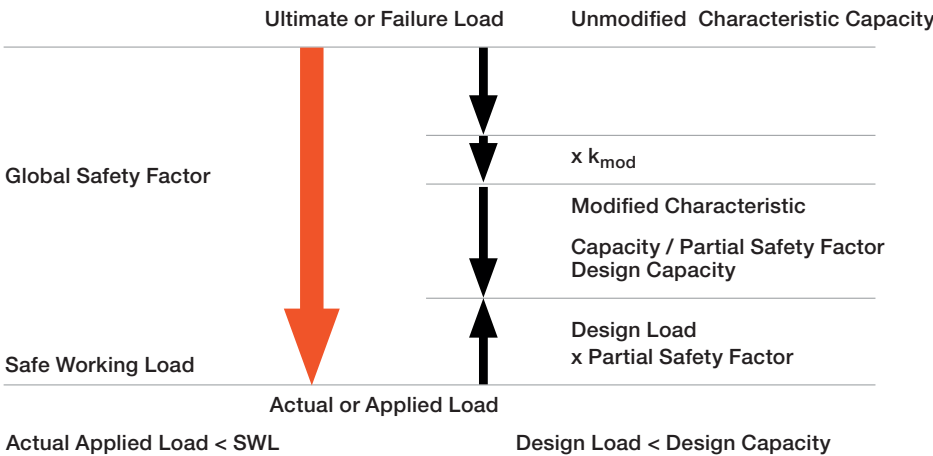 Ultimate or Failure Load
Unmodified Characteristic Capacity
x kmod
Global Safety Factor
Modified Characteristic
Capacity / Partial Safety Factor
Design Capacity
Design Load
x Partial Safety Factor
Safe Working Load
Actual or Applied Load
Actual Applied Load < SWL
Design Load < Design Capacity